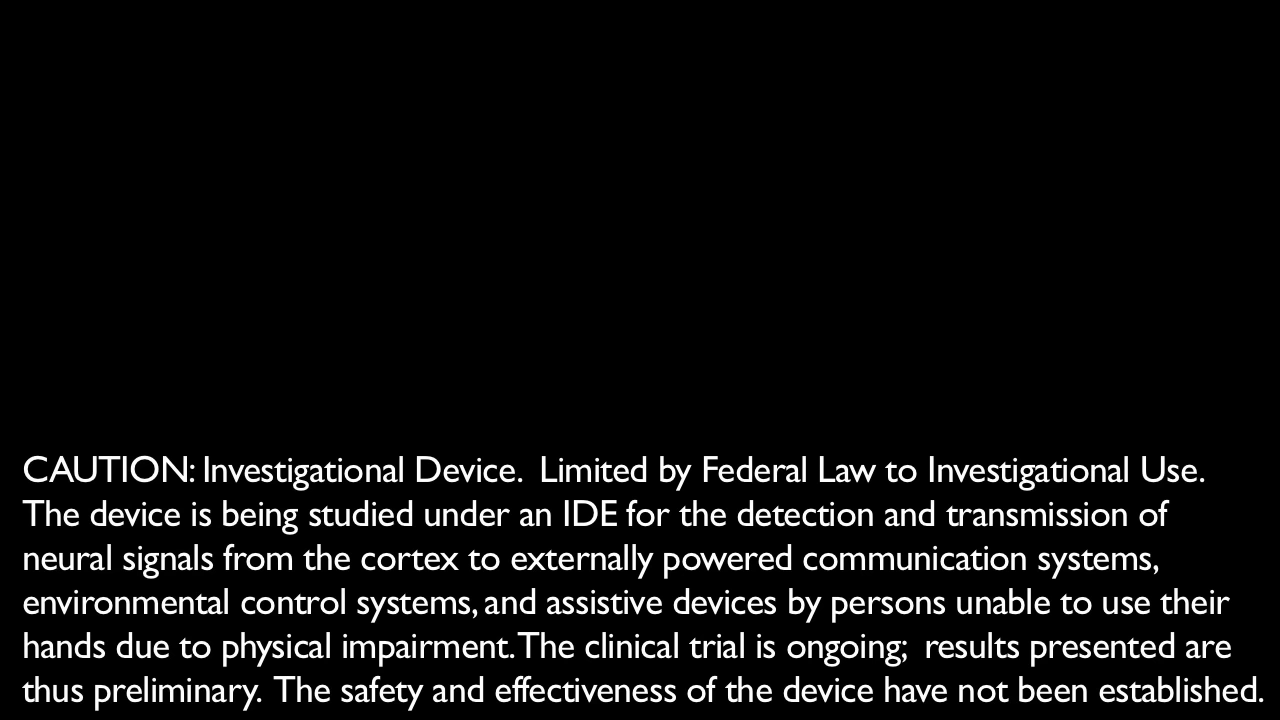 CAUTION: Investigational Device.  Limited by Federal Law to Investigational Use.
The device is being studied under an IDE for the detection and transmission of
neural signals from the cortex to externally powered communication systems,
environmental control systems, and assistive devices by persons unable to use their
hands due to physical impairment. The clinical trial is ongoing;  results presented are
thus preliminary.  The safety and effectiveness of the device have not been established.